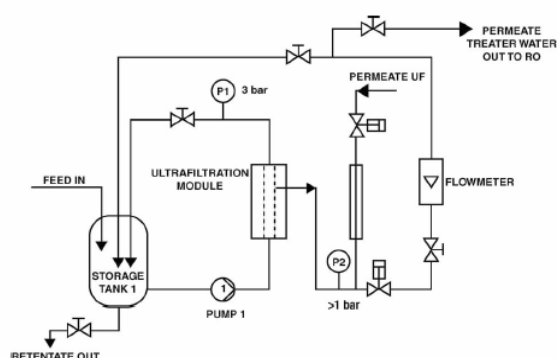 PERMEATE
TREATER WATER
OUT TO RO
PERMEATE UF
P1
3 bar
ULTRAFILTRATION
MODULE
FEED IN
FLOWMETER
STORAGE
TANK 1
1
PUMP 1
P2
>1 bar
RETENTATE OUT